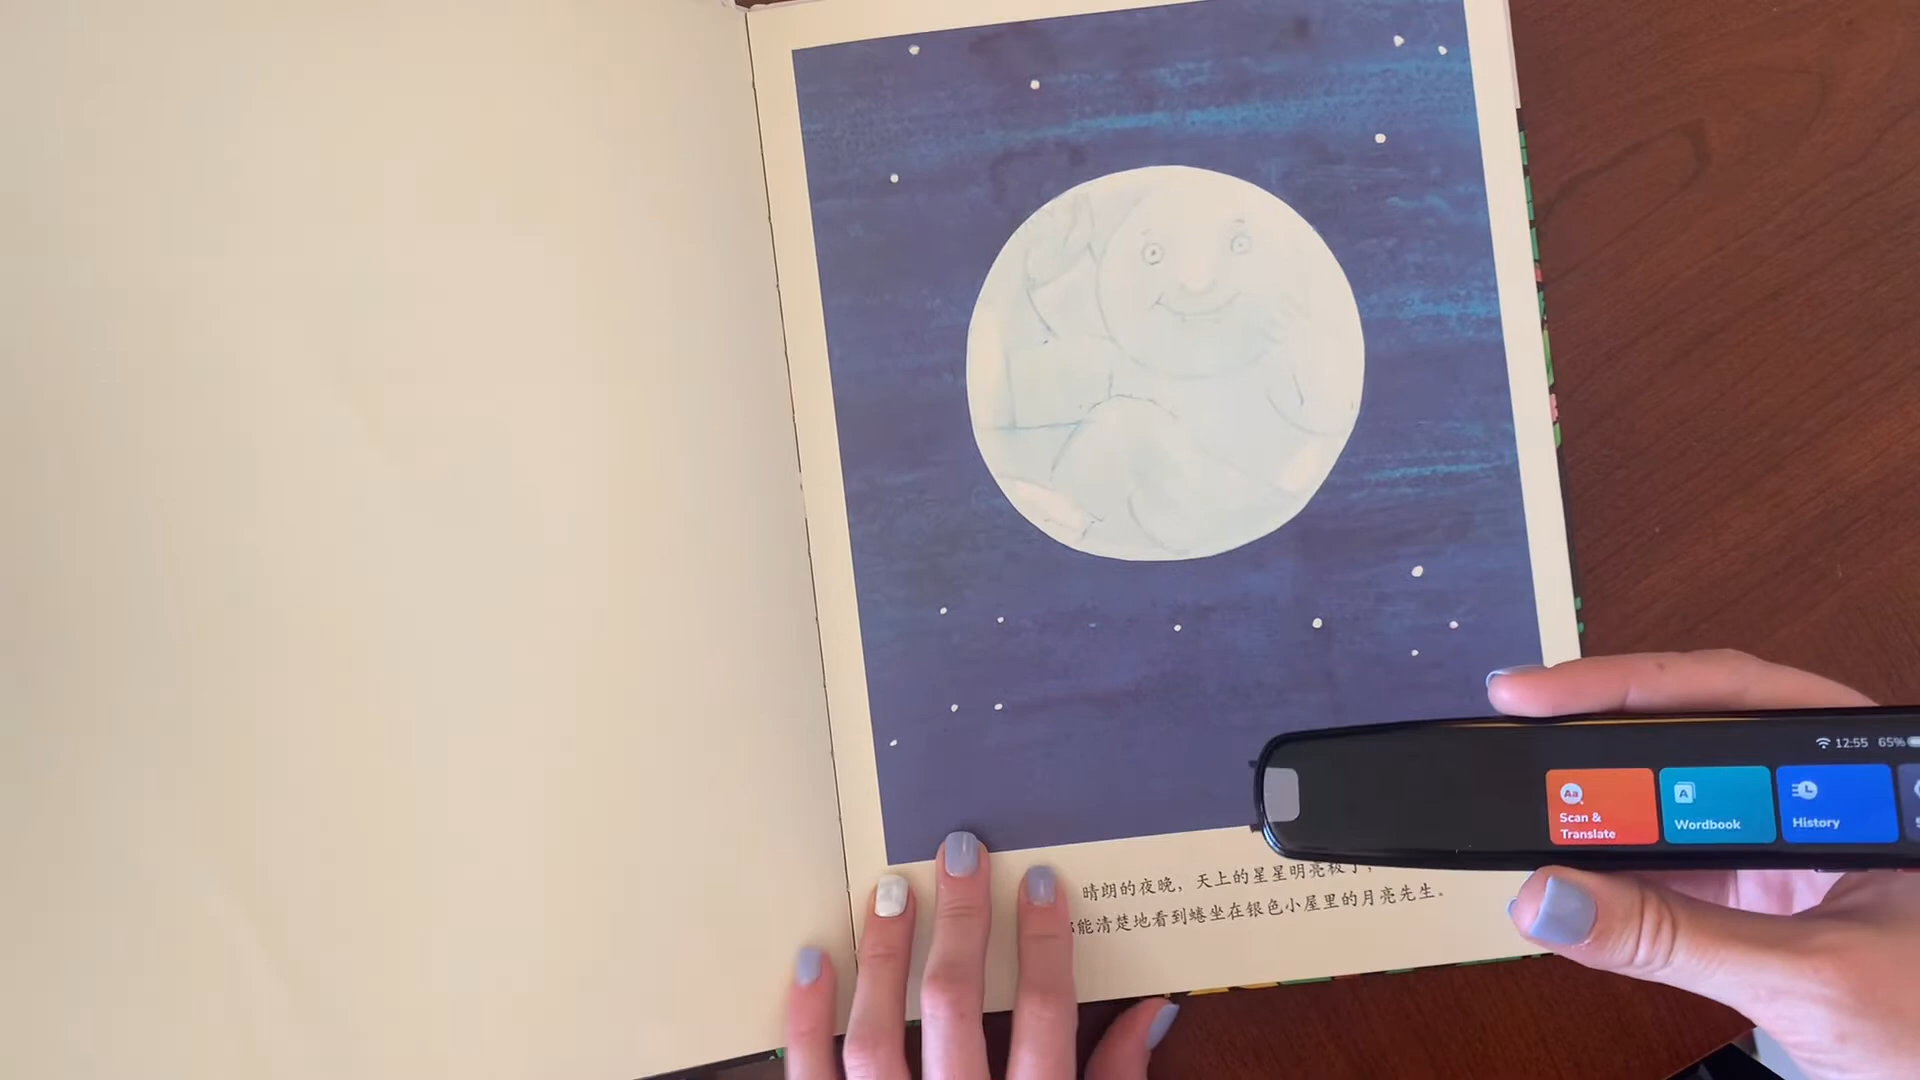 12:55 65%
Aa
Scan &
Translate
A
Wordbook
History
晴朗的夜晚，天上的星星明亮极了，
能清楚地看到蜷坐在银色小屋里的月亮先生。